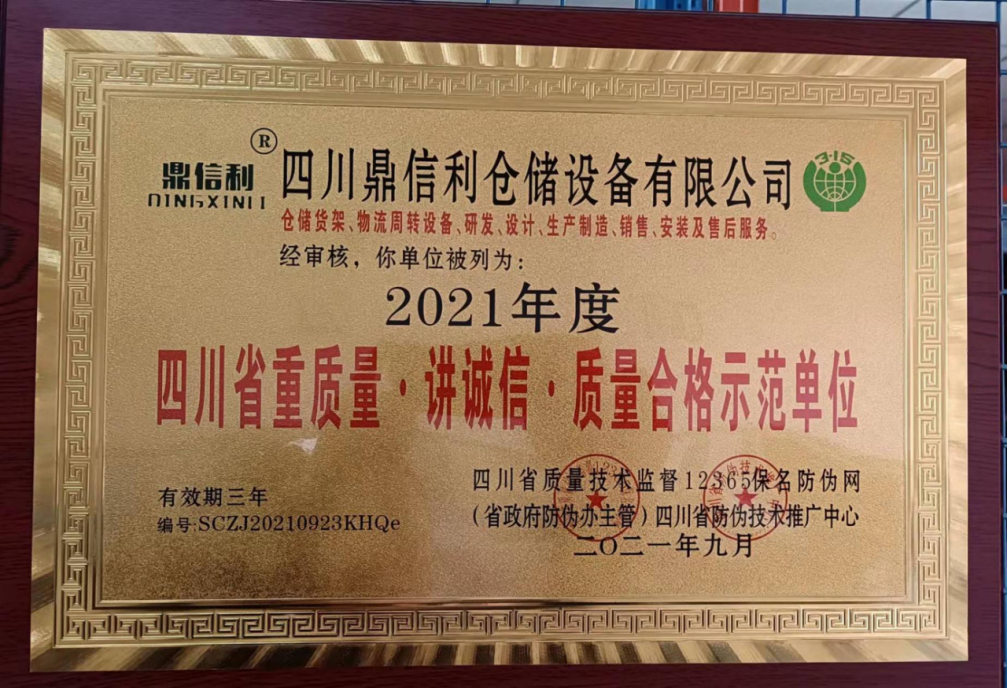 鼎信利® 四川鼎信利仓储设备有限公司 3·15
DINGXINLI
仓储货架、物流周转设备、研发、设计、生产制造、销售、安装及售后服务。
经审核，你单位被列为：
2021年度
四川省重质量·讲诚信·质量合格示范单位
四川省质量技术监督12365保名防伪网
有效期三年
（省政府防伪办主管）四川省防伪技术推广中心
编号:SCZJ20210923KHQe
二〇二一年九月